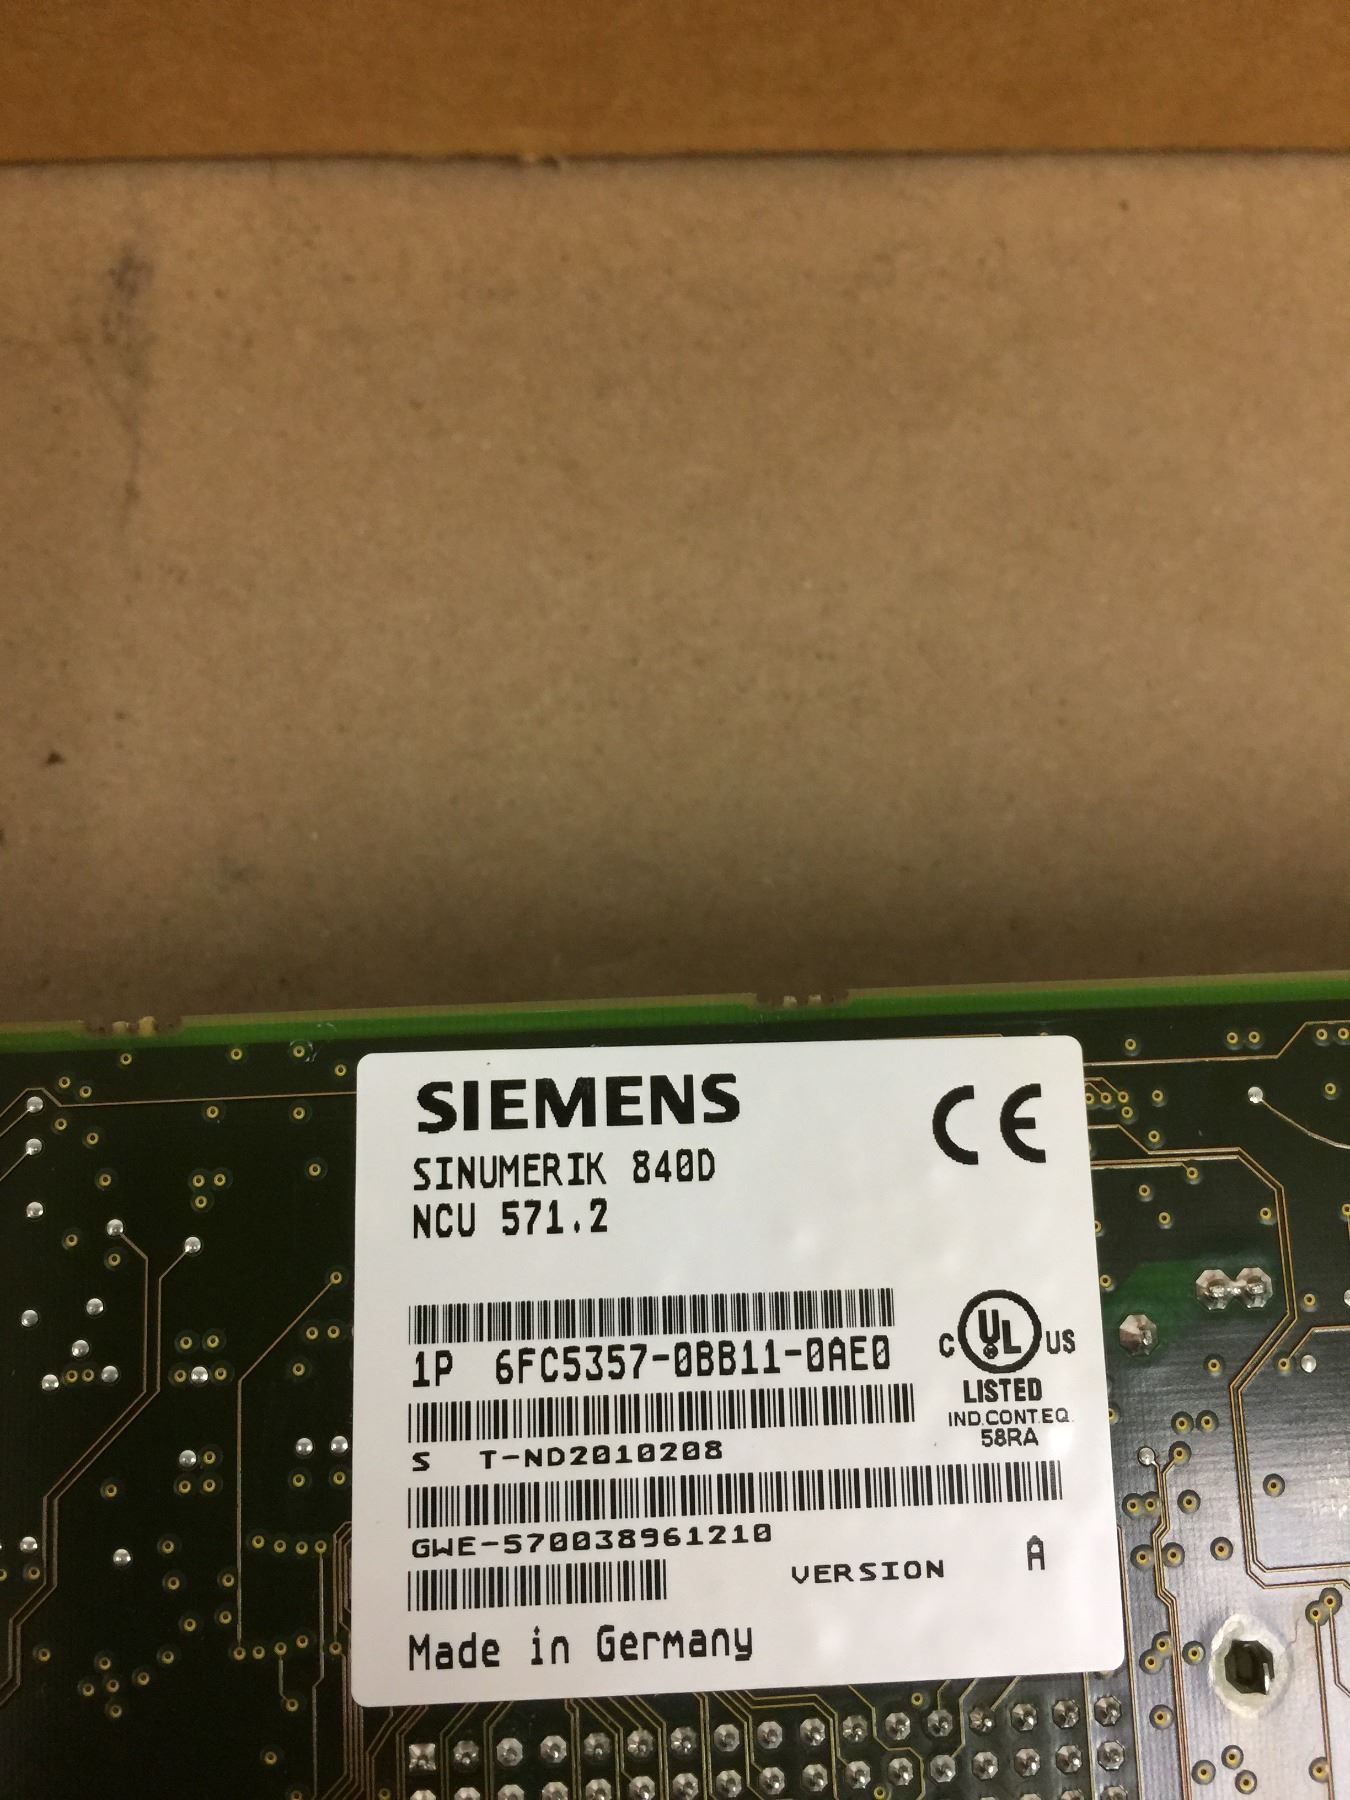 SIEMENS
CE
SINUMERIK 840D
NCU 571.2
1P 6FC5357-0BB11-0AE0
C UL US
LISTED
IND.CONT.EQ.
58RA
S T-ND2010208
GWE-570038961210
VERSION A
Made in Germany